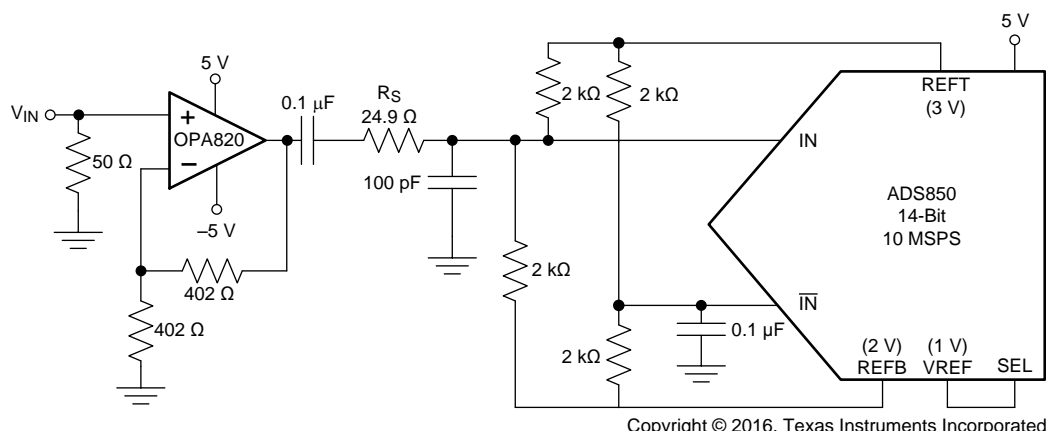 5 V
5 V
V_IN
+
OPA820
−
50 Ω
–5 V
0.1 µF
R_S
24.9 Ω
2 kΩ
2 kΩ
REFT
(3 V)
IN
100 pF
ADS850
14-Bit
10 MSPS
402 Ω
402 Ω
2 kΩ
2 kΩ
IN̅
0.1 µF
(2 V)
REFB
(1 V)
VREF
SEL
Copyright © 2016, Texas Instruments Incorporated